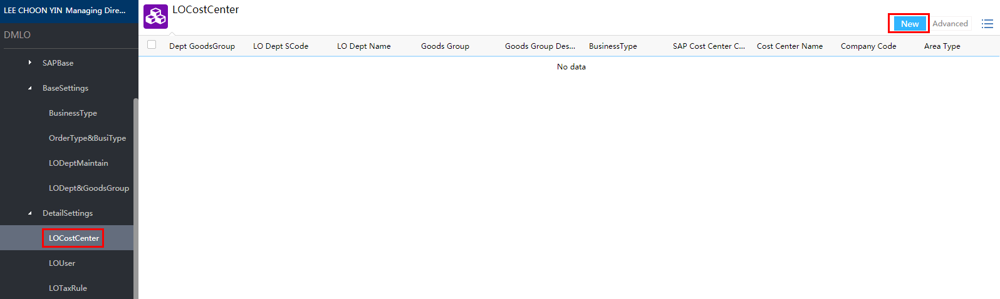 LEE CHOON YIN Managing Dire...
DMLO
SAPBase
BaseSettings
BusinessType
OrderType&BusiType
LODeptMaintain
LODept&GoodsGroup
DetailSettings
LOCostCenter
LOUser
LOTaxRule
LOCostCenter
New Advanced
Dept GoodsGroup LO Dept SCode LO Dept Name Goods Group Goods Group Des... BusinessType SAP Cost Center C... Cost Center Name Company Code Area Type
No data